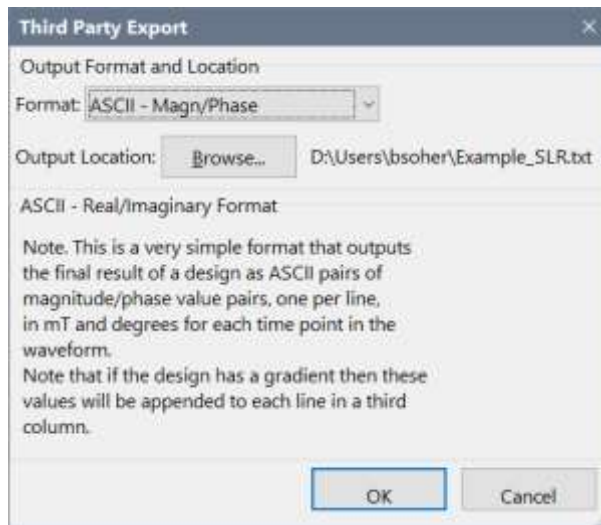 Third Party Export
Output Format and Location
Format: ASCII - Magn/Phase
Output Location: Browse... D:\Users\bsoher\Example_SLR.txt
ASCII - Real/Imaginary Format
Note. This is a very simple format that outputs
the final result of a design as ASCII pairs of
magnitude/phase value pairs, one per line,
in mT and degrees for each time point in the
waveform.
Note that if the design has a gradient then these
values will be appended to each line in a third
column.
OK Cancel